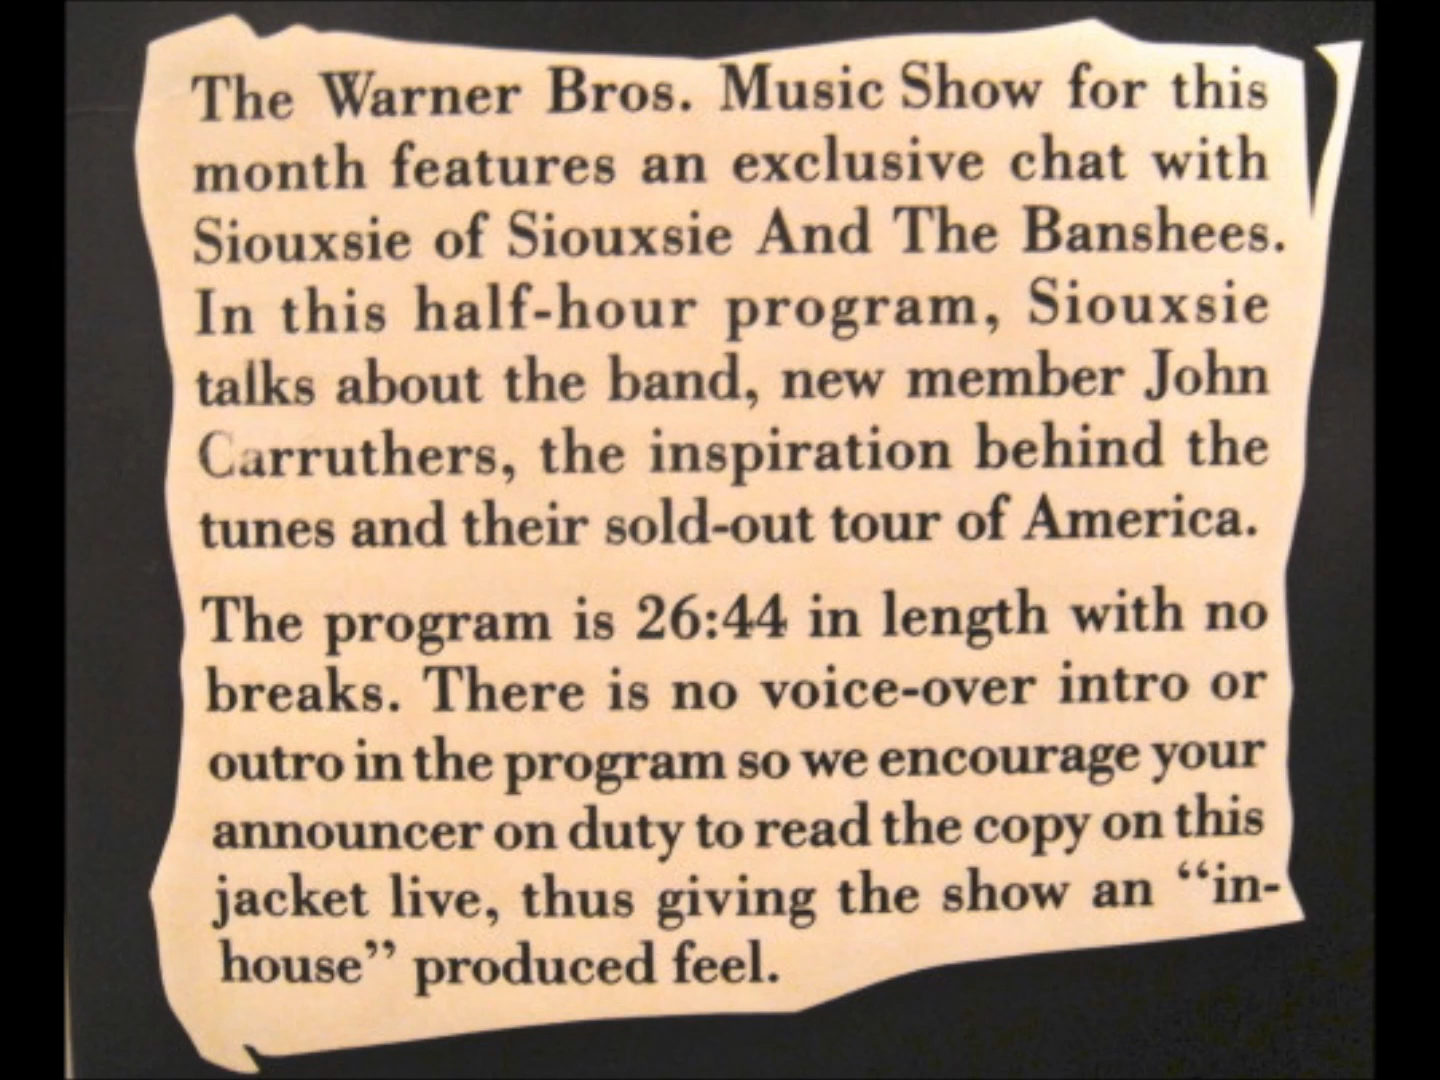 The Warner Bros. Music Show for this
month features an exclusive chat with
Siouxsie of Siouxsie And The Banshees.
In this half-hour program, Siouxsie
talks about the band, new member John
Carruthers, the inspiration behind the
tunes and their sold-out tour of America.
The program is 26:44 in length with no
breaks. There is no voice-over intro or
outro in the program so we encourage your
announcer on duty to read the copy on this
jacket live, thus giving the show an “in-
house” produced feel.